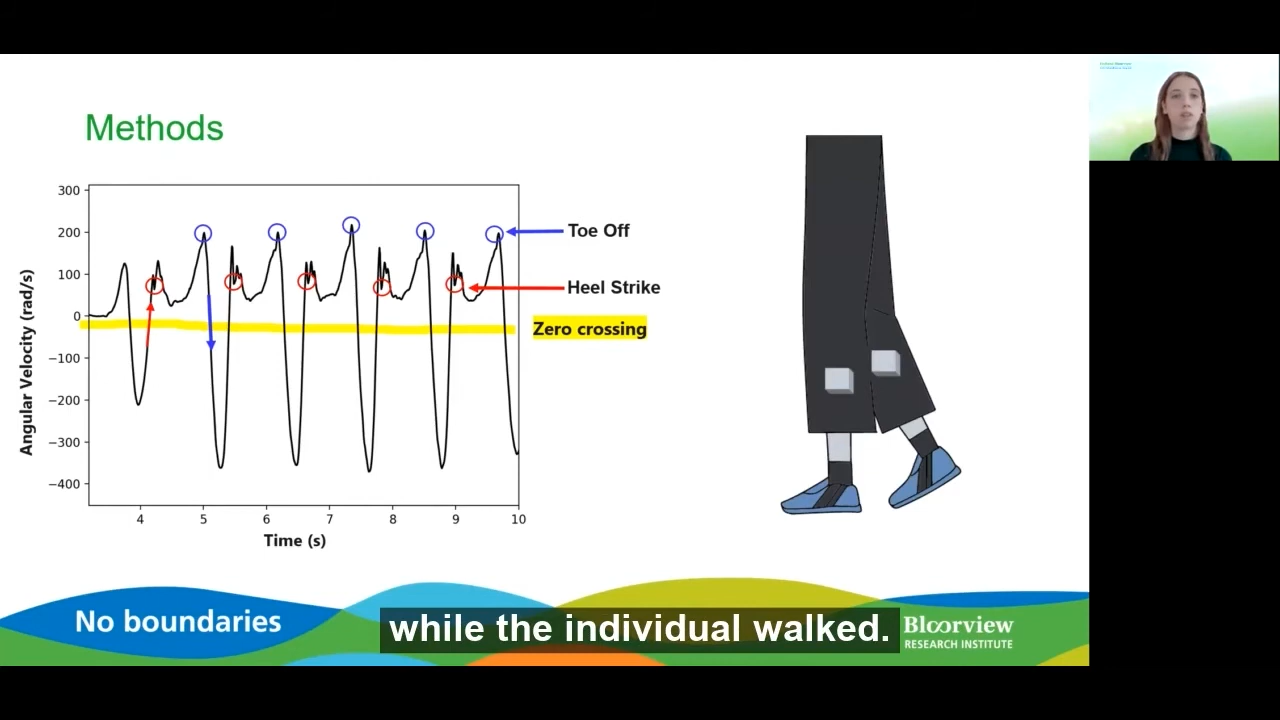 Methods
300
200
100
0
−100
−200
−300
−400
Angular Velocity (rad/s)
4 5 6 7 8 9 10
Time (s)
Toe Off
Heel Strike
Zero crossing
No boundaries
while the individual walked.
Bloorview
RESEARCH INSTITUTE